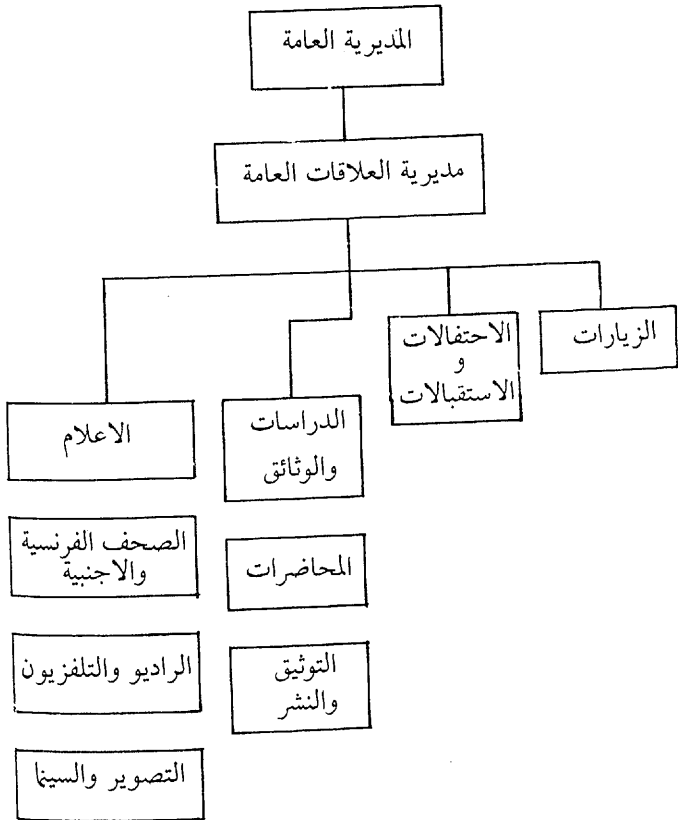 المديرية العامة
مديرية العلاقات العامة
الزيارات
الاحتفالات
و
الاستقبالات
الدراسات
والوثائق
المحاضرات
التوثيق
والنشر
الاعلام
الصحف الفرنسية
والاجنبية
الراديو والتلفزيون
التصوير والسينما